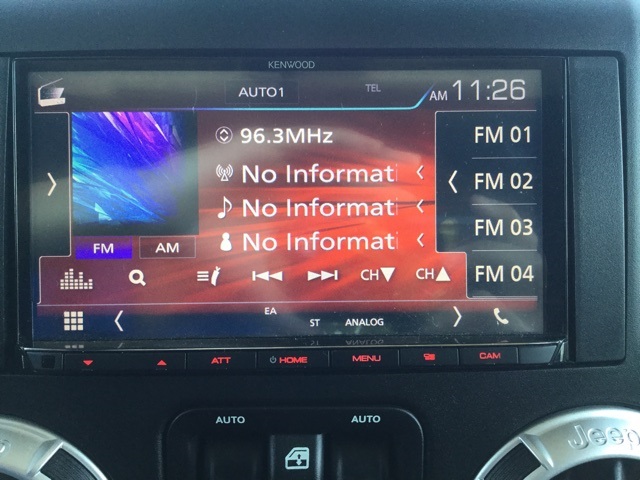 KENWOOD
AUTO1
TEL
AM 11:26
96.3MHz
No Informat
No Informat
No Informat
FM 01
FM 02
FM 03
FM 04
FM
AM
CH▼
CH▲
EA
ST
ANALOG
ATT
HOME
MENU
CAM
AUTO
AUTO
Jeep